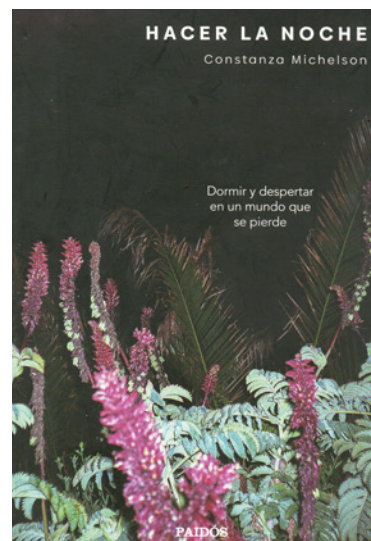 HACER LA NOCHE
Constanza Michelson
Dormir y despertar
en un mundo que
se pierde
PAIDÓS